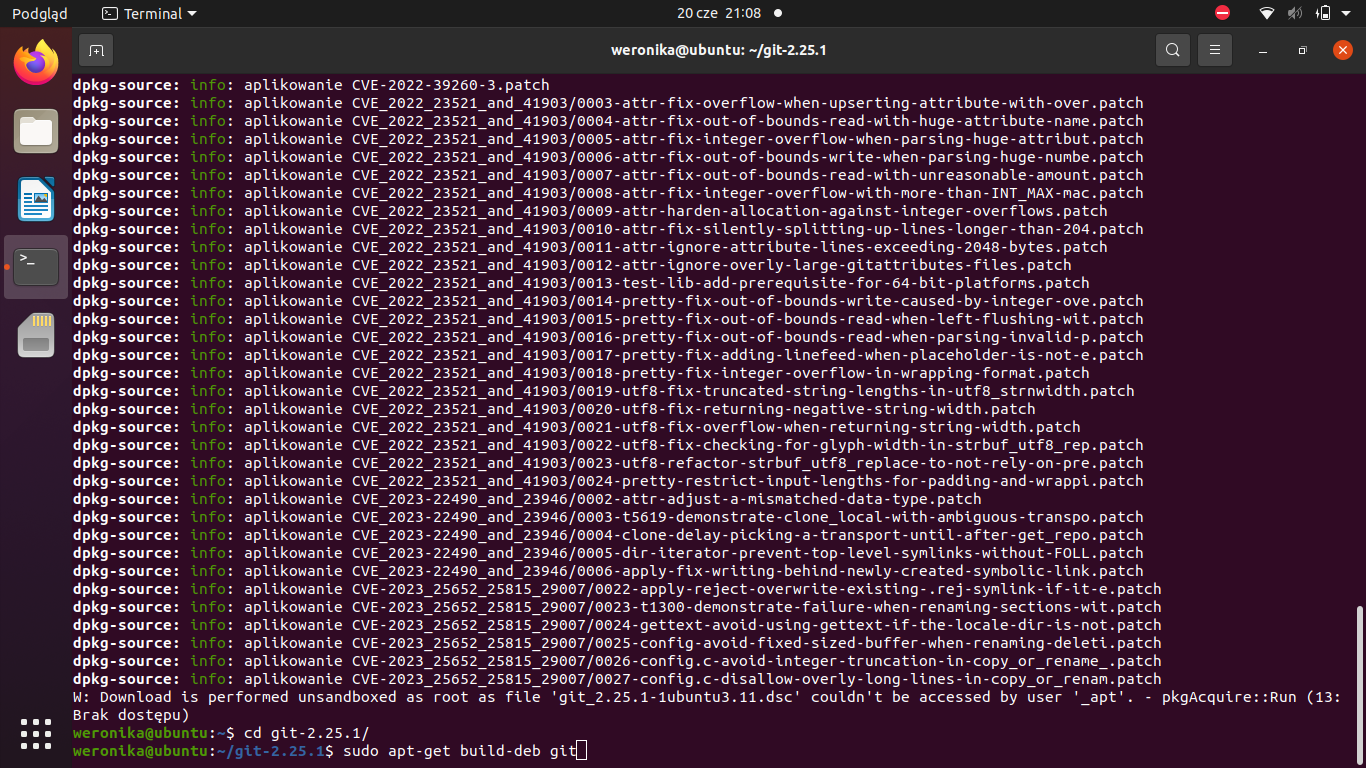 Podgląd
Terminal
20 cze 21:08
weronika@ubuntu: ~/git-2.25.1
dpkg-source: info: aplikowanie CVE-2022-39260-3.patch
dpkg-source: info: aplikowanie CVE_2022_23521_and_41903/0003-attr-fix-overflow-when-upserting-attribute-with-over.patch
dpkg-source: info: aplikowanie CVE_2022_23521_and_41903/0004-attr-fix-out-of-bounds-read-with-huge-attribute-name.patch
dpkg-source: info: aplikowanie CVE_2022_23521_and_41903/0005-attr-fix-integer-overflow-when-parsing-huge-attribut.patch
dpkg-source: info: aplikowanie CVE_2022_23521_and_41903/0006-attr-fix-out-of-bounds-write-when-parsing-huge-numbe.patch
dpkg-source: info: aplikowanie CVE_2022_23521_and_41903/0007-attr-fix-out-of-bounds-read-with-unreasonable-amount.patch
dpkg-source: info: aplikowanie CVE_2022_23521_and_41903/0008-attr-fix-integer-overflow-with-more-than-INT_MAX-mac.patch
dpkg-source: info: aplikowanie CVE_2022_23521_and_41903/0009-attr-harden-allocation-against-integer-overflows.patch
dpkg-source: info: aplikowanie CVE_2022_23521_and_41903/0010-attr-fix-silently-splitting-up-lines-longer-than-204.patch
dpkg-source: info: aplikowanie CVE_2022_23521_and_41903/0011-attr-ignore-attribute-lines-exceeding-2048-bytes.patch
dpkg-source: info: aplikowanie CVE_2022_23521_and_41903/0012-attr-ignore-overly-large-gitattributes-files.patch
dpkg-source: info: aplikowanie CVE_2022_23521_and_41903/0013-test-lib-add-prerequisite-for-64-bit-platforms.patch
dpkg-source: info: aplikowanie CVE_2022_23521_and_41903/0014-pretty-fix-out-of-bounds-write-caused-by-integer-ove.patch
dpkg-source: info: aplikowanie CVE_2022_23521_and_41903/0015-pretty-fix-out-of-bounds-read-when-left-flushing-wit.patch
dpkg-source: info: aplikowanie CVE_2022_23521_and_41903/0016-pretty-fix-out-of-bounds-read-when-parsing-invalid-p.patch
dpkg-source: info: aplikowanie CVE_2022_23521_and_41903/0017-pretty-fix-adding-linefeed-when-placeholder-is-not-e.patch
dpkg-source: info: aplikowanie CVE_2022_23521_and_41903/0018-pretty-fix-integer-overflow-in-wrapping-format.patch
dpkg-source: info: aplikowanie CVE_2022_23521_and_41903/0019-utf8-fix-truncated-string-lengths-in-utf8_strnwidth.patch
dpkg-source: info: aplikowanie CVE_2022_23521_and_41903/0020-utf8-fix-returning-negative-string-width.patch
dpkg-source: info: aplikowanie CVE_2022_23521_and_41903/0021-utf8-fix-overflow-when-returning-string-width.patch
dpkg-source: info: aplikowanie CVE_2022_23521_and_41903/0022-utf8-fix-checking-for-glyph-width-in-strbuf_utf8_rep.patch
dpkg-source: info: aplikowanie CVE_2022_23521_and_41903/0023-utf8-refactor-strbuf_utf8_replace-to-not-rely-on-pre.patch
dpkg-source: info: aplikowanie CVE_2022_23521_and_41903/0024-pretty-restrict-input-lengths-for-padding-and-wrappi.patch
dpkg-source: info: aplikowanie CVE_2023-22490_and_23946/0002-attr-adjust-a-mismatched-data-type.patch
dpkg-source: info: aplikowanie CVE_2023-22490_and_23946/0003-t5619-demonstrate-clone_local-with-ambiguous-transpo.patch
dpkg-source: info: aplikowanie CVE_2023-22490_and_23946/0004-clone-delay-picking-a-transport-until-after-get_repo.patch
dpkg-source: info: aplikowanie CVE_2023-22490_and_23946/0005-dir-iterator-prevent-top-level-symlinks-without-FOLL.patch
dpkg-source: info: aplikowanie CVE_2023-22490_and_23946/0006-apply-fix-writing-behind-newly-created-symbolic-link.patch
dpkg-source: info: aplikowanie CVE-2023_25652_25815_29007/0022-apply-reject-overwrite-existing-.rej-symlink-if-it-e.patch
dpkg-source: info: aplikowanie CVE-2023_25652_25815_29007/0023-t1300-demonstrate-failure-when-renaming-sections-wit.patch
dpkg-source: info: aplikowanie CVE-2023_25652_25815_29007/0024-gettext-avoid-using-gettext-if-the-locale-dir-is-not.patch
dpkg-source: info: aplikowanie CVE-2023_25652_25815_29007/0025-config-avoid-fixed-sized-buffer-when-renaming-deleti.patch
dpkg-source: info: aplikowanie CVE-2023_25652_25815_29007/0026-config.c-avoid-integer-truncation-in-copy_or_rename_.patch
dpkg-source: info: aplikowanie CVE-2023_25652_25815_29007/0027-config.c-disallow-overly-long-lines-in-copy_or_renam.patch
W: Download is performed unsandboxed as root as file 'git_2.25.1-1ubuntu3.11.dsc' couldn't be accessed by user '_apt'. - pkgAcquire::Run (13:
Brak dostępu)
weronika@ubuntu:~$ cd git-2.25.1/
weronika@ubuntu:~/git-2.25.1$ sudo apt-get build-deb git